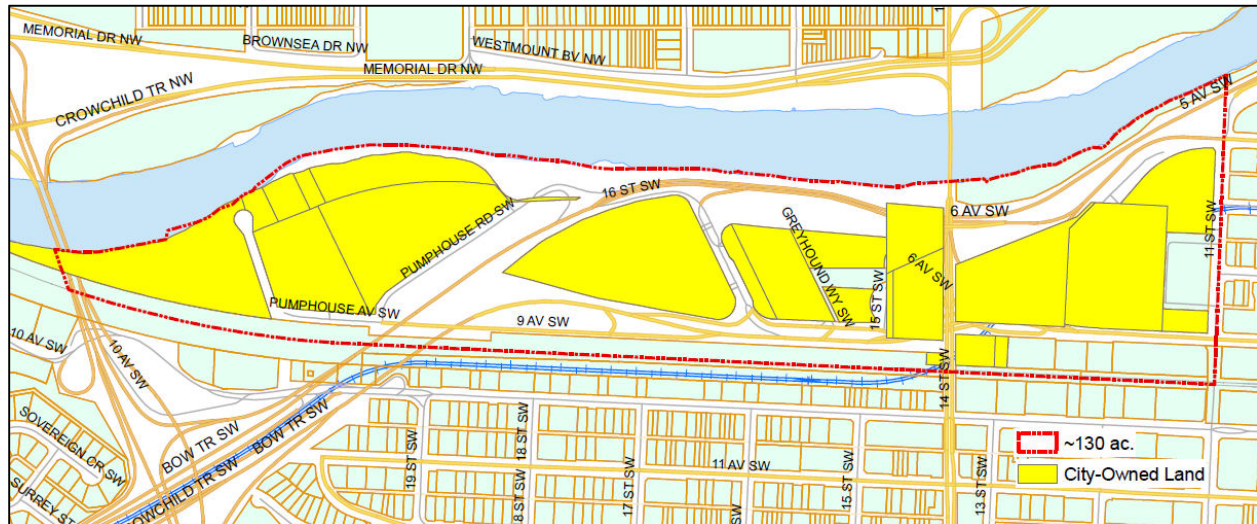 MEMORIAL DR NW
BROWNSEA DR NW
WESTMOUNT BV NW
MEMORIAL DR NW
CROWCHILD TR NW
5 AV SW
16 ST SW
PUMPHOUSE RD SW
GREYHOUND WY SW
6 AV SW
6 AV SW
11 ST SW
15 ST SW
PUMPHOUSE AV SW
9 AV SW
10 AV SW
10 AV SW
14 ST SW
SOVEREIGN CR SW
BOW TR SW
BOW TR SW
19 ST SW
18 ST SW
11 AV SW
17 ST SW
15 ST SW
13 ST SW
18 ST SW
SURREY ST
CROWCHILD TR SW
~130 ac.
City-Owned Land